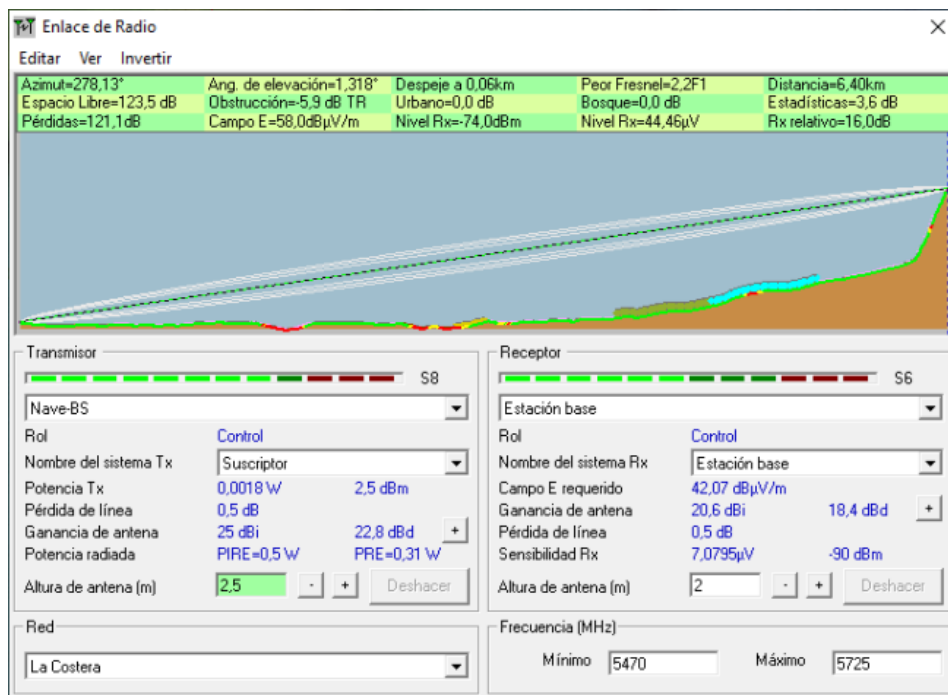 Enlace de Radio
Editar Ver Invertir
Azimut=278,13° Ang. de elevación=1,318° Despeje a 0,06km Peor Fresnel=2,2F1 Distancia=6,40km
Espacio Libre=123,5 dB Obstrucción=-5,9 dB TR Urbano=0,0 dB Bosque=0,0 dB Estadísticas=3,6 dB
Pérdidas=121,1dB Campo E=58,0dBµV/m Nivel Rx=-74,0dBm Nivel Rx=44,46µV Rx relativo=16,0dB
Transmisor
S8
Nave-BS
Rol Control
Nombre del sistema Tx Suscriptor
Potencia Tx 0,0018 W 2,5 dBm
Pérdida de línea 0,5 dB
Ganancia de antena 25 dBi 22,8 dBd +
Potencia radiada PIRE=0,5 W PRE=0,31 W
Altura de antena (m) 2,5 - + Deshacer
Red
La Costera
Receptor
S6
Estación base
Rol Control
Nombre del sistema Rx Estación base
Campo E requerido 42,07 dBµV/m
Ganancia de antena 20,6 dBi 18,4 dBd +
Pérdida de línea 0,5 dB
Sensibilidad Rx 7,0795µV -90 dBm
Altura de antena (m) 2 - + Deshacer
Frecuencia (MHz)
Mínimo 5470 Máximo 5725